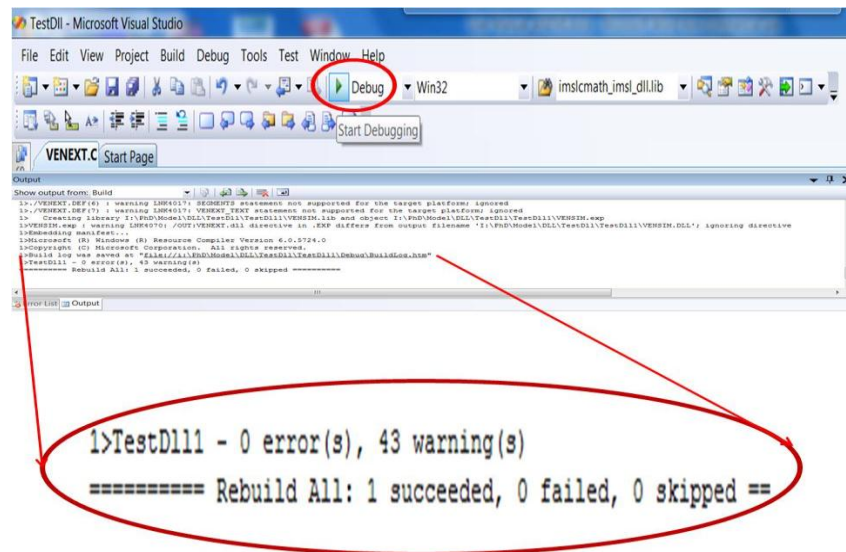 TestDll - Microsoft Visual Studio
File Edit View Project Build Debug Tools Test Window Help
Debug Win32 imslcmath_imsl_dll.lib
Start Debugging
VENEXT.C Start Page
Output
Show output from: Build
1>./VENEXT.DEF(6) : warning LNK4017: SEGMENTS statement not supported for the target platform; ignored
1>./VENEXT.DEF(7) : warning LNK4017: VENEXT_TEXT statement not supported for the target platform; ignored
1> Creating library I:\PhD\Model\DLL\TestDll\TestDll1\VENSIM.lib and object I:\PhD\Model\DLL\TestDll\TestDll1\VENSIM.exp
1>VENSIM.exp : warning LNK4070: /OUT:VENEXT.dll directive in .EXP differs from output filename 'I:\PhD\Model\DLL\TestDll\TestDll1\VENSIM.DLL'; ignoring directive
1>Embedding manifest...
1>Microsoft (R) Windows (R) Resource Compiler Version 6.0.5724.0
1>Copyright (C) Microsoft Corporation. All rights reserved.
1>Build log was saved at "file://i:\PhD\Model\DLL\TestDll\TestDll1\Debug\BuildLog.htm"
1>TestDll1 - 0 error(s), 43 warning(s)
========== Rebuild All: 1 succeeded, 0 failed, 0 skipped ==========
Error List Output
1>TestDll1 - 0 error(s), 43 warning(s)
========== Rebuild All: 1 succeeded, 0 failed, 0 skipped ==